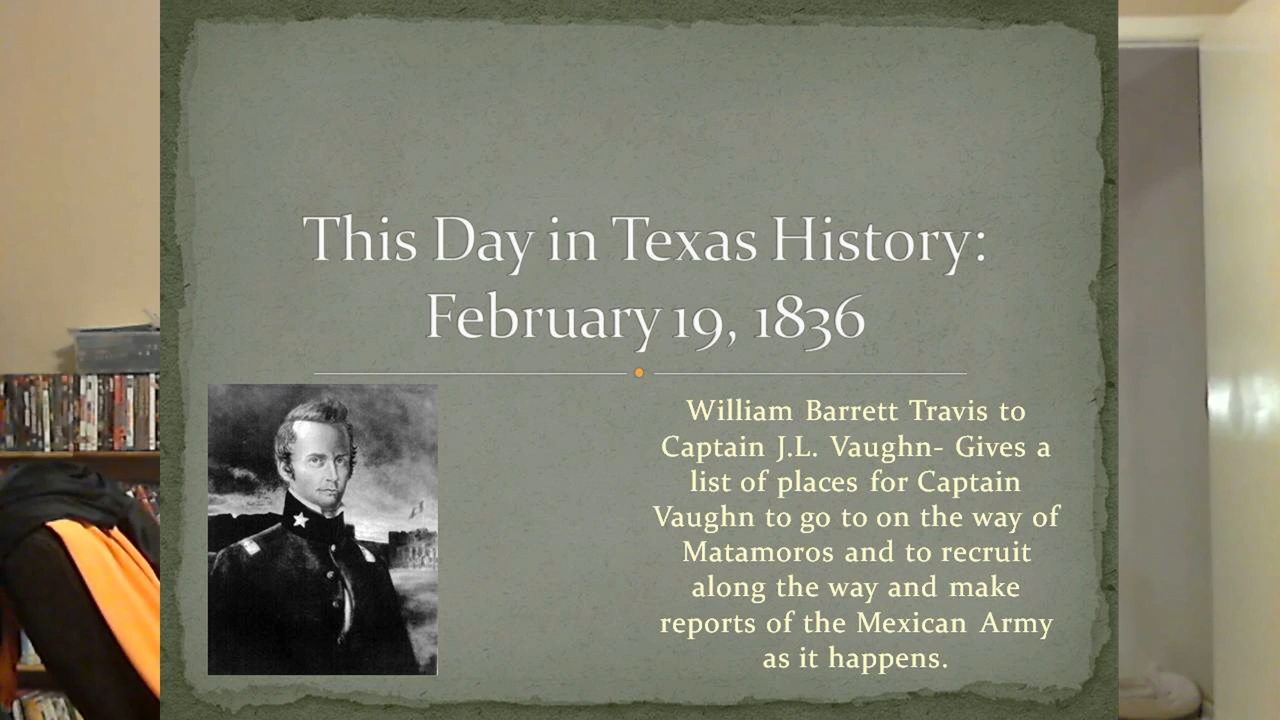 This Day in Texas History:
February 19, 1836
William Barrett Travis to
Captain J.L. Vaughn- Gives a
list of places for Captain
Vaughn to go to on the way of
Matamoros and to recruit
along the way and make
reports of the Mexican Army
as it happens.